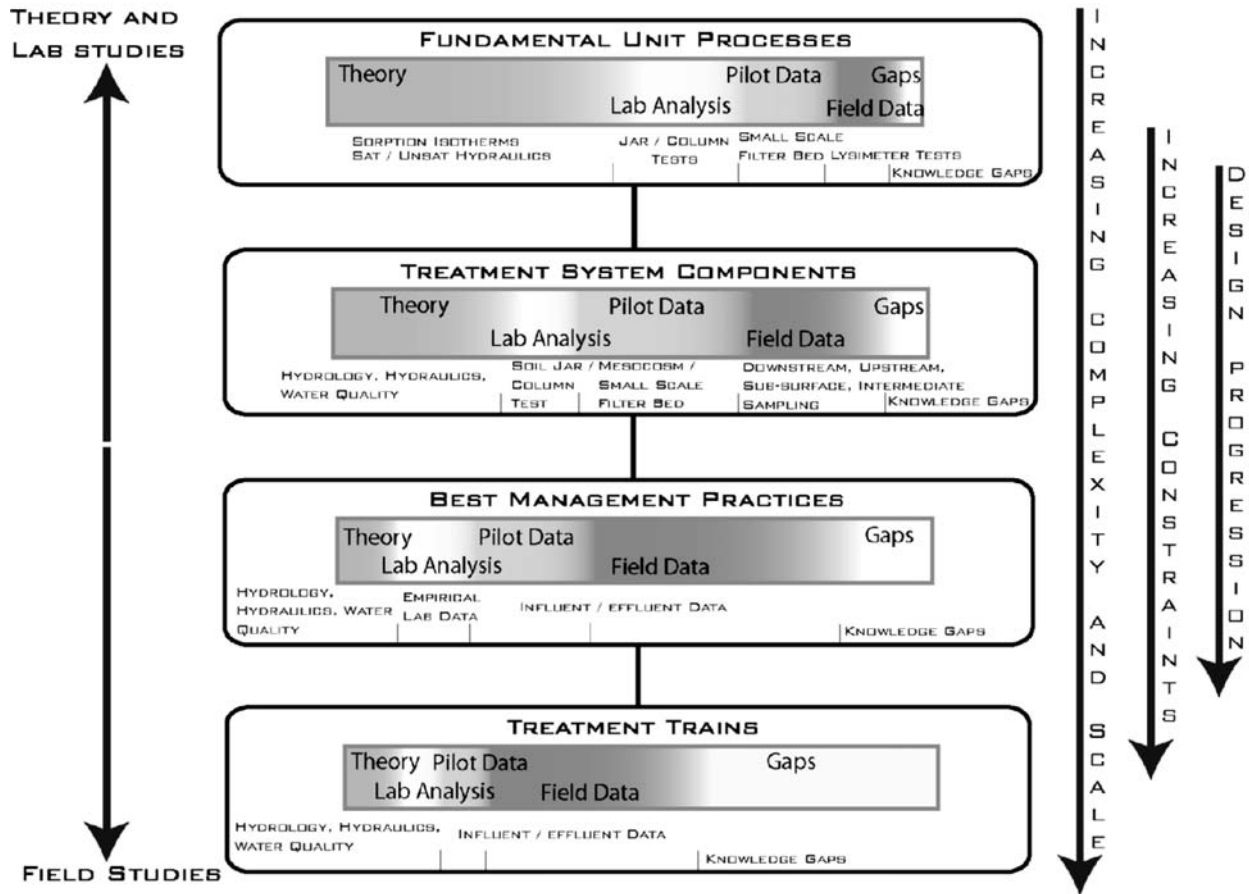 THEORY AND
LAB STUDIES
FUNDAMENTAL UNIT PROCESSES
Theory Pilot Data Gaps
Lab Analysis Field Data
SORPTION ISOTHERMS JAR / COLUMN SMALL SCALE
SAT / UNSAT HYDRAULICS TESTS FILTER BED LYSIMETER TESTS
KNOWLEDGE GAPS
TREATMENT SYSTEM COMPONENTS
Theory Pilot Data Gaps
Lab Analysis Field Data
HYDROLOGY, HYDRAULICS,
WATER QUALITY
SOIL JAR / MESOCOSM /
COLUMN SMALL SCALE
TEST FILTER BED
DOWNSTREAM, UPSTREAM,
SUB-SURFACE, INTERMEDIATE
SAMPLING
KNOWLEDGE GAPS
BEST MANAGEMENT PRACTICES
Theory Pilot Data Gaps
Lab Analysis Field Data
HYDROLOGY,
HYDRAULICS, WATER
QUALITY
EMPIRICAL
LAB DATA
INFLUENT / EFFLUENT DATA
KNOWLEDGE GAPS
TREATMENT TRAINS
Theory Pilot Data Gaps
Lab Analysis Field Data
HYDROLOGY, HYDRAULICS,
WATER QUALITY
INFLUENT / EFFLUENT DATA
KNOWLEDGE GAPS
FIELD STUDIES
INCREASING COMPLEXITY AND SCALE
INCREASING CONSTRAINTS
DESIGN PROGRESSION